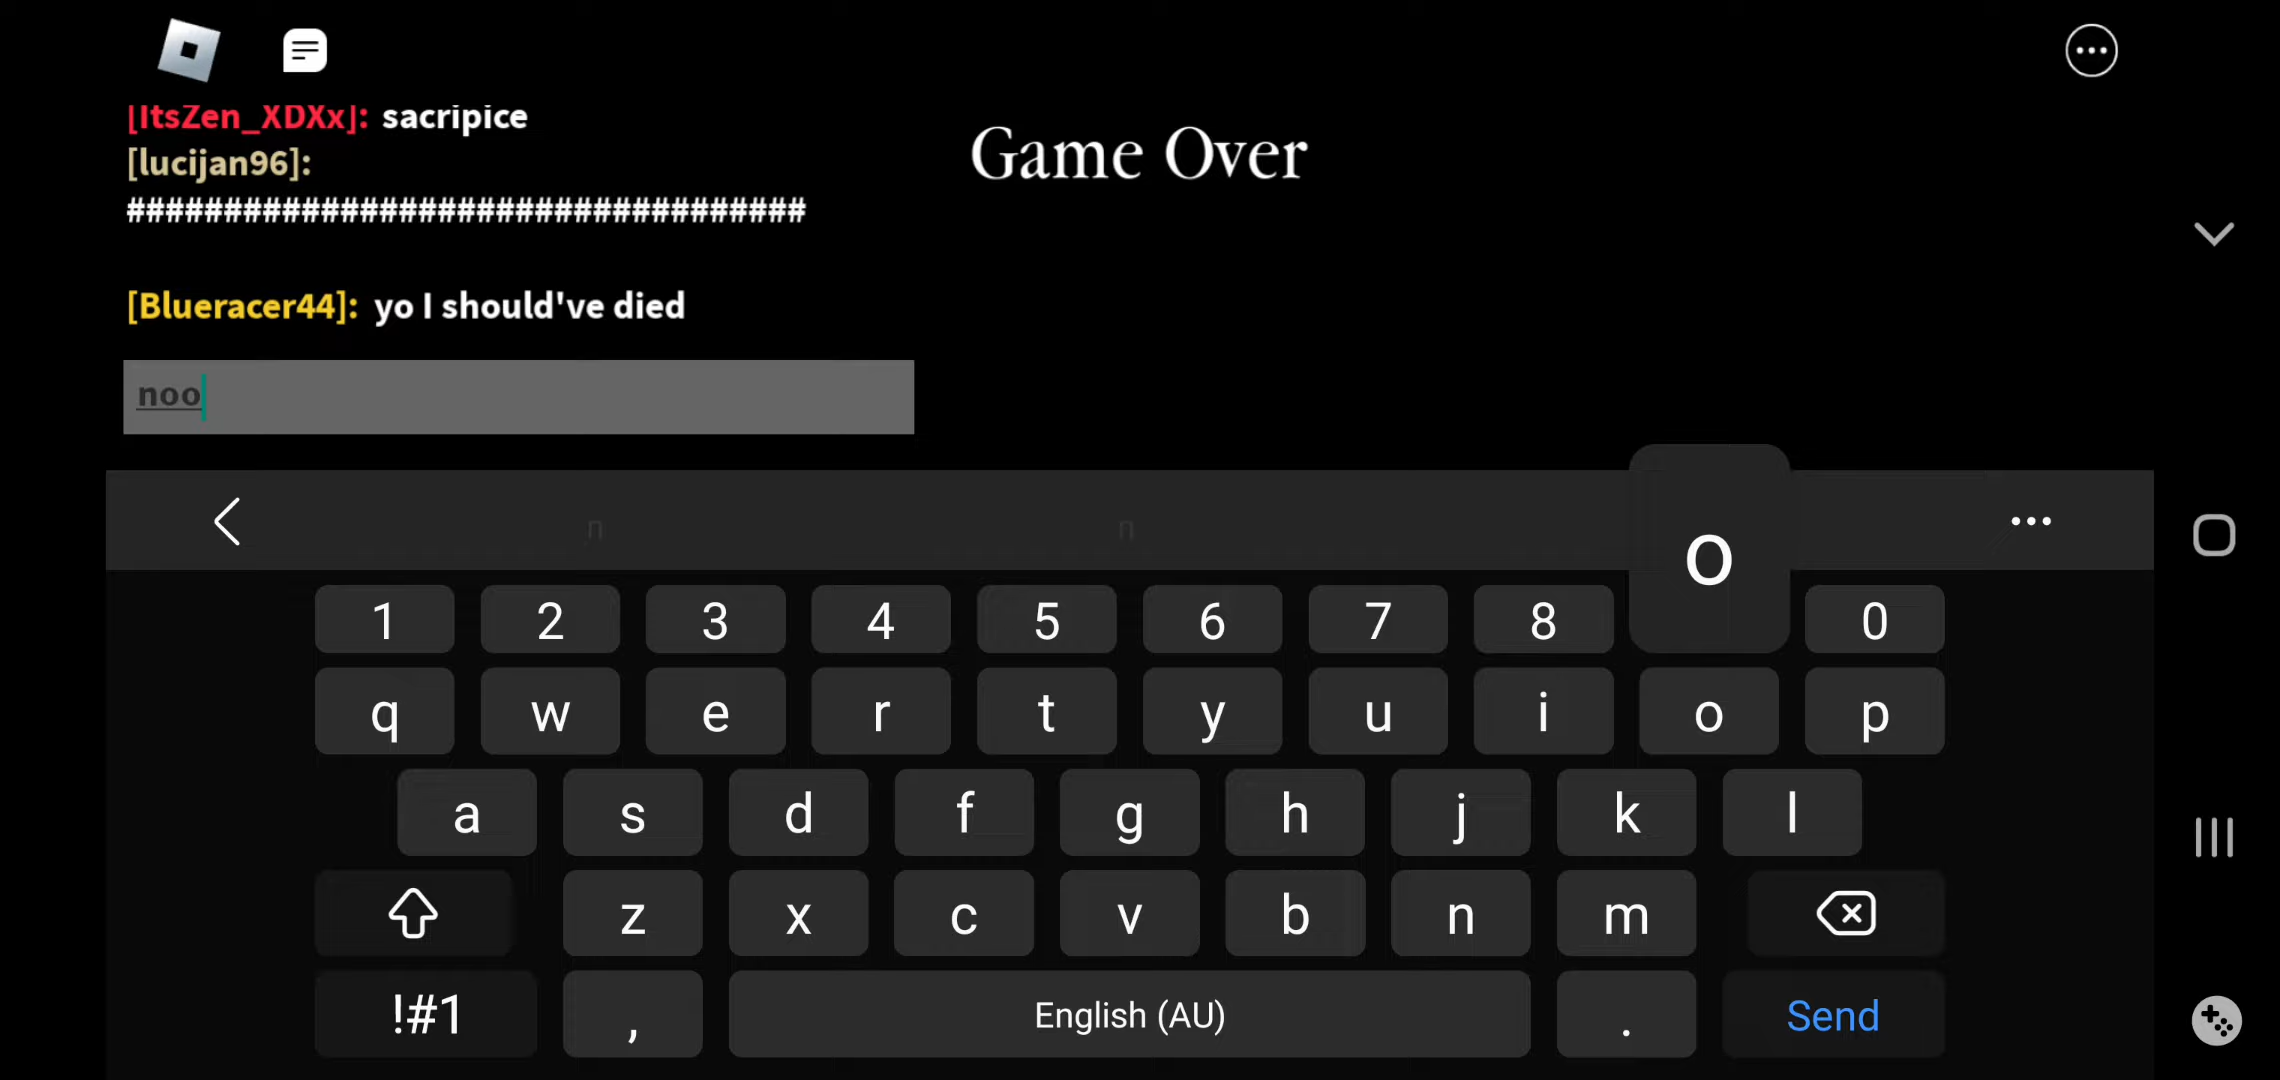 [ItsZen_XDXx]: sacripice
Game Over
[lucijan96]:
###################################
[Blueracer44]: yo I should've died
noo
n n
o
1 2 3 4 5 6 7 8 0
q w e r t y u i o p
a s d f g h j k l
z x c v b n m
!#1 , English (AU) . Send